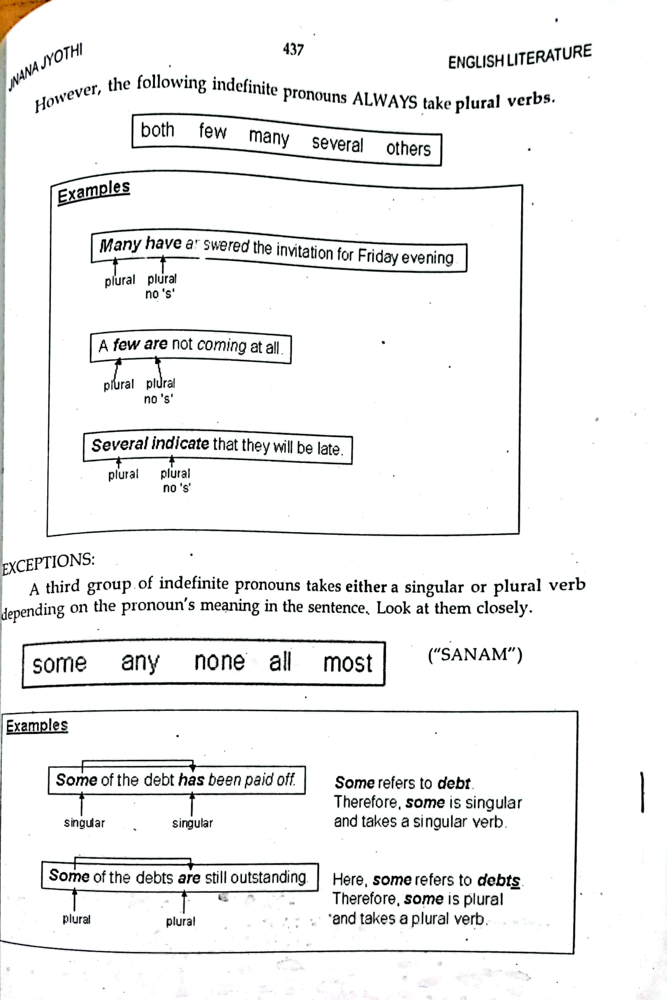 JNANA JYOTHI 437 ENGLISH LITERATURE
However, the following indefinite pronouns ALWAYS take plural verbs.
both few many several others
Examples
Many have answered the invitation for Friday evening
plural plural
no 's'
A few are not coming at all.
plural plural
no 's'
Several indicate that they will be late.
plural plural
no 's'
EXCEPTIONS:
A third group of indefinite pronouns takes either a singular or plural verb
depending on the pronoun's meaning in the sentence. Look at them closely.
some any none all most ("SANAM")
Examples
Some of the debt has been paid off.
singular singular
Some refers to debt.
Therefore, some is singular
and takes a singular verb.
Some of the debts are still outstanding.
plural plural
Here, some refers to debts.
Therefore, some is plural
and takes a plural verb.